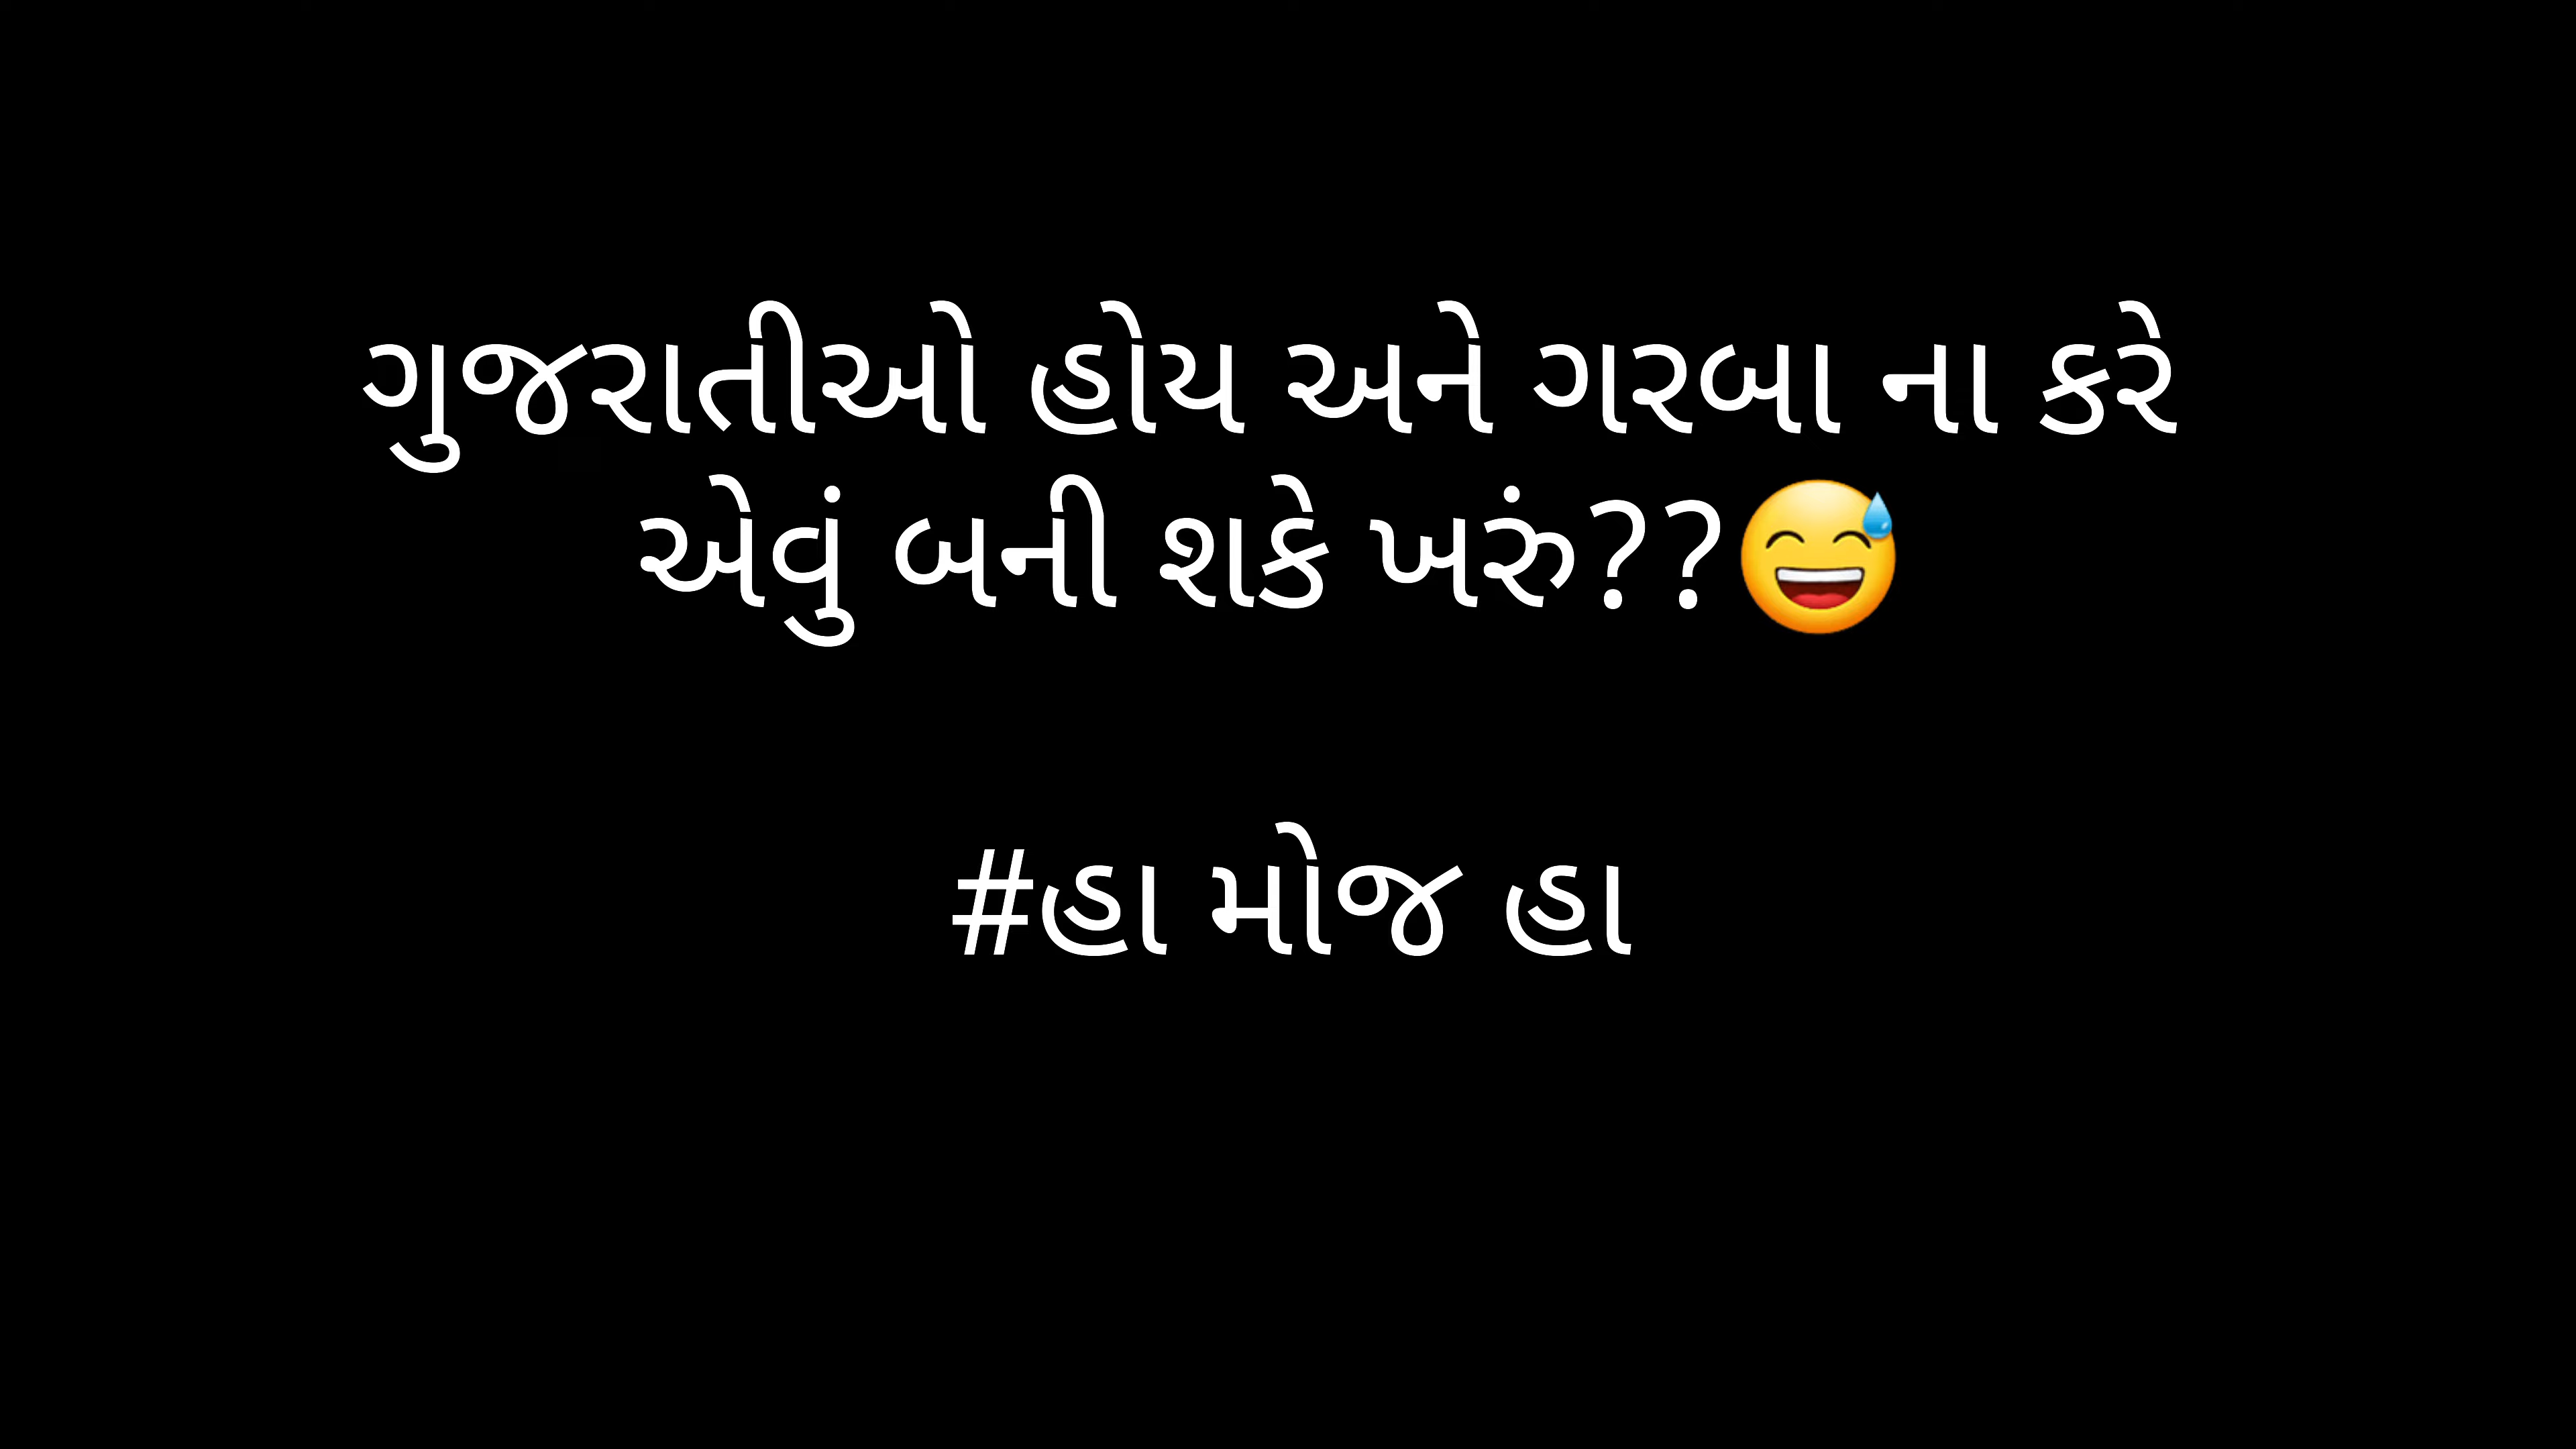 ગુજરાતીઓ હોય અને ગરબા ના કરે
એવું બની શકે ખરું??😅
#હા મોજ હા